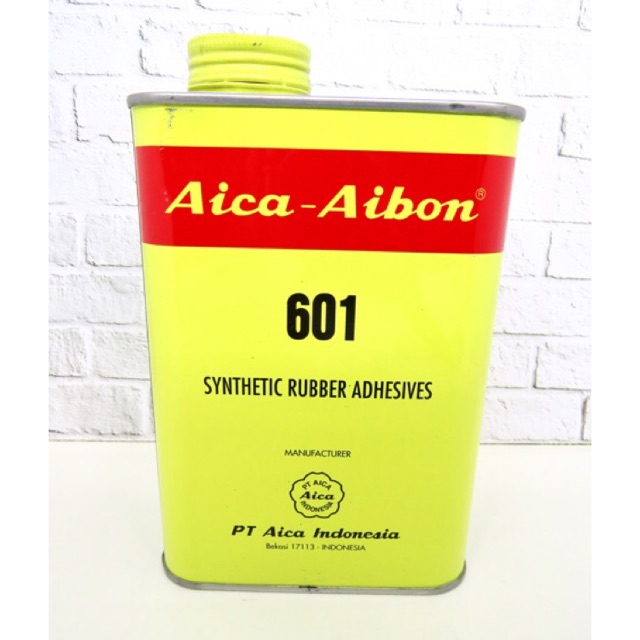 Aica-Aibon®
601
SYNTHETIC RUBBER ADHESIVES
MANUFACTURER
PT AICA
Aica
INDONESIA
PT Aica Indonesia
Bekasi 17113 - INDONESIA